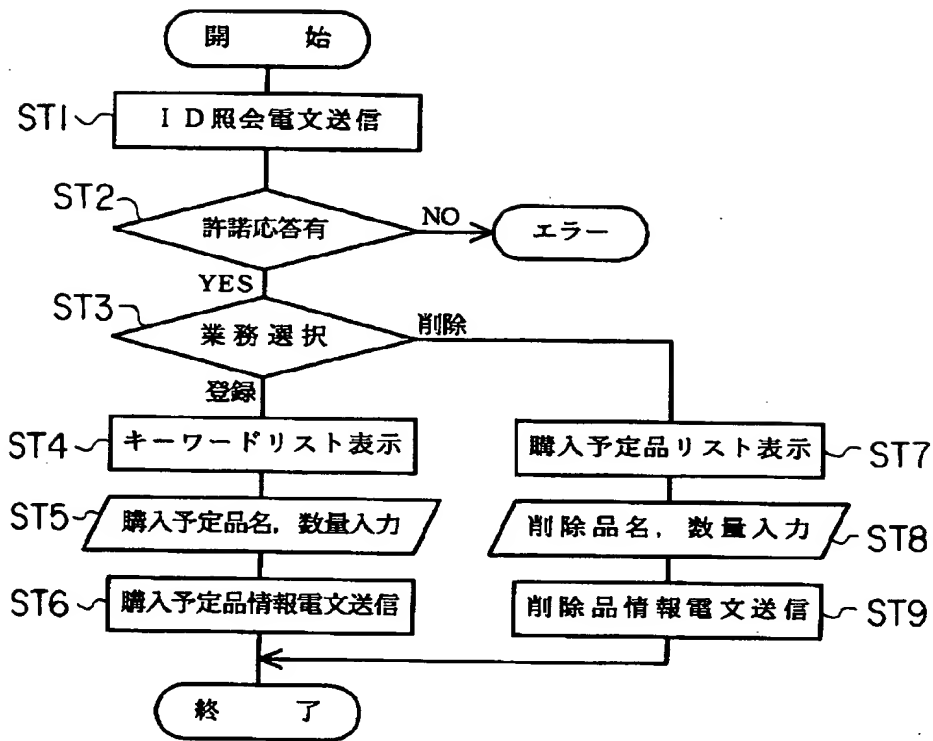 開 始
ST1
ID照会電文送信
ST2
許諾応答有
NO
エラー
YES
ST3
業務選択
削除
登録
ST4
キーワードリスト表示
購入予定品リスト表示
ST7
ST5
購入予定品名，数量入力
削除品名，数量入力
ST8
ST6
購入予定品情報電文送信
削除品情報電文送信
ST9
終 了